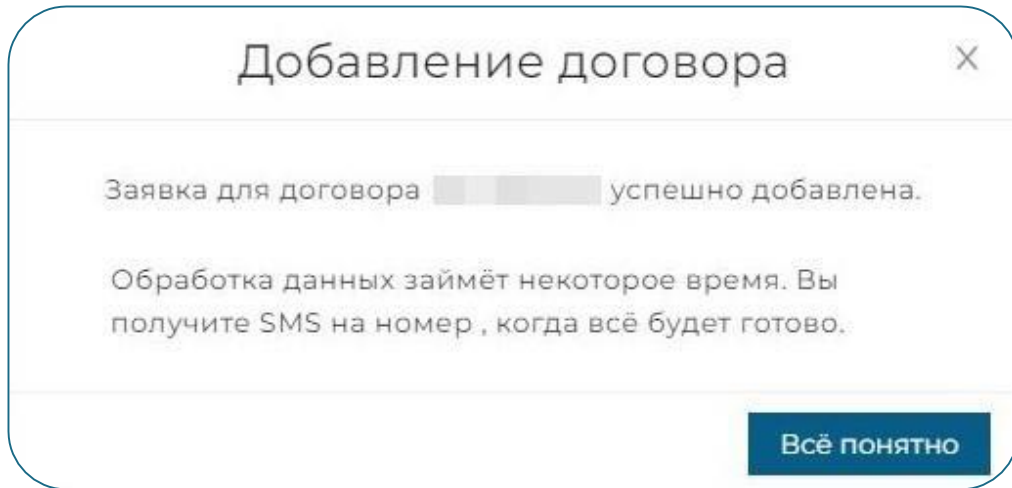 Добавление договора X
Заявка для договора успешно добавлена.
Обработка данных займёт некоторое время. Вы
получите SMS на номер , когда всё будет готово.
Всё понятно